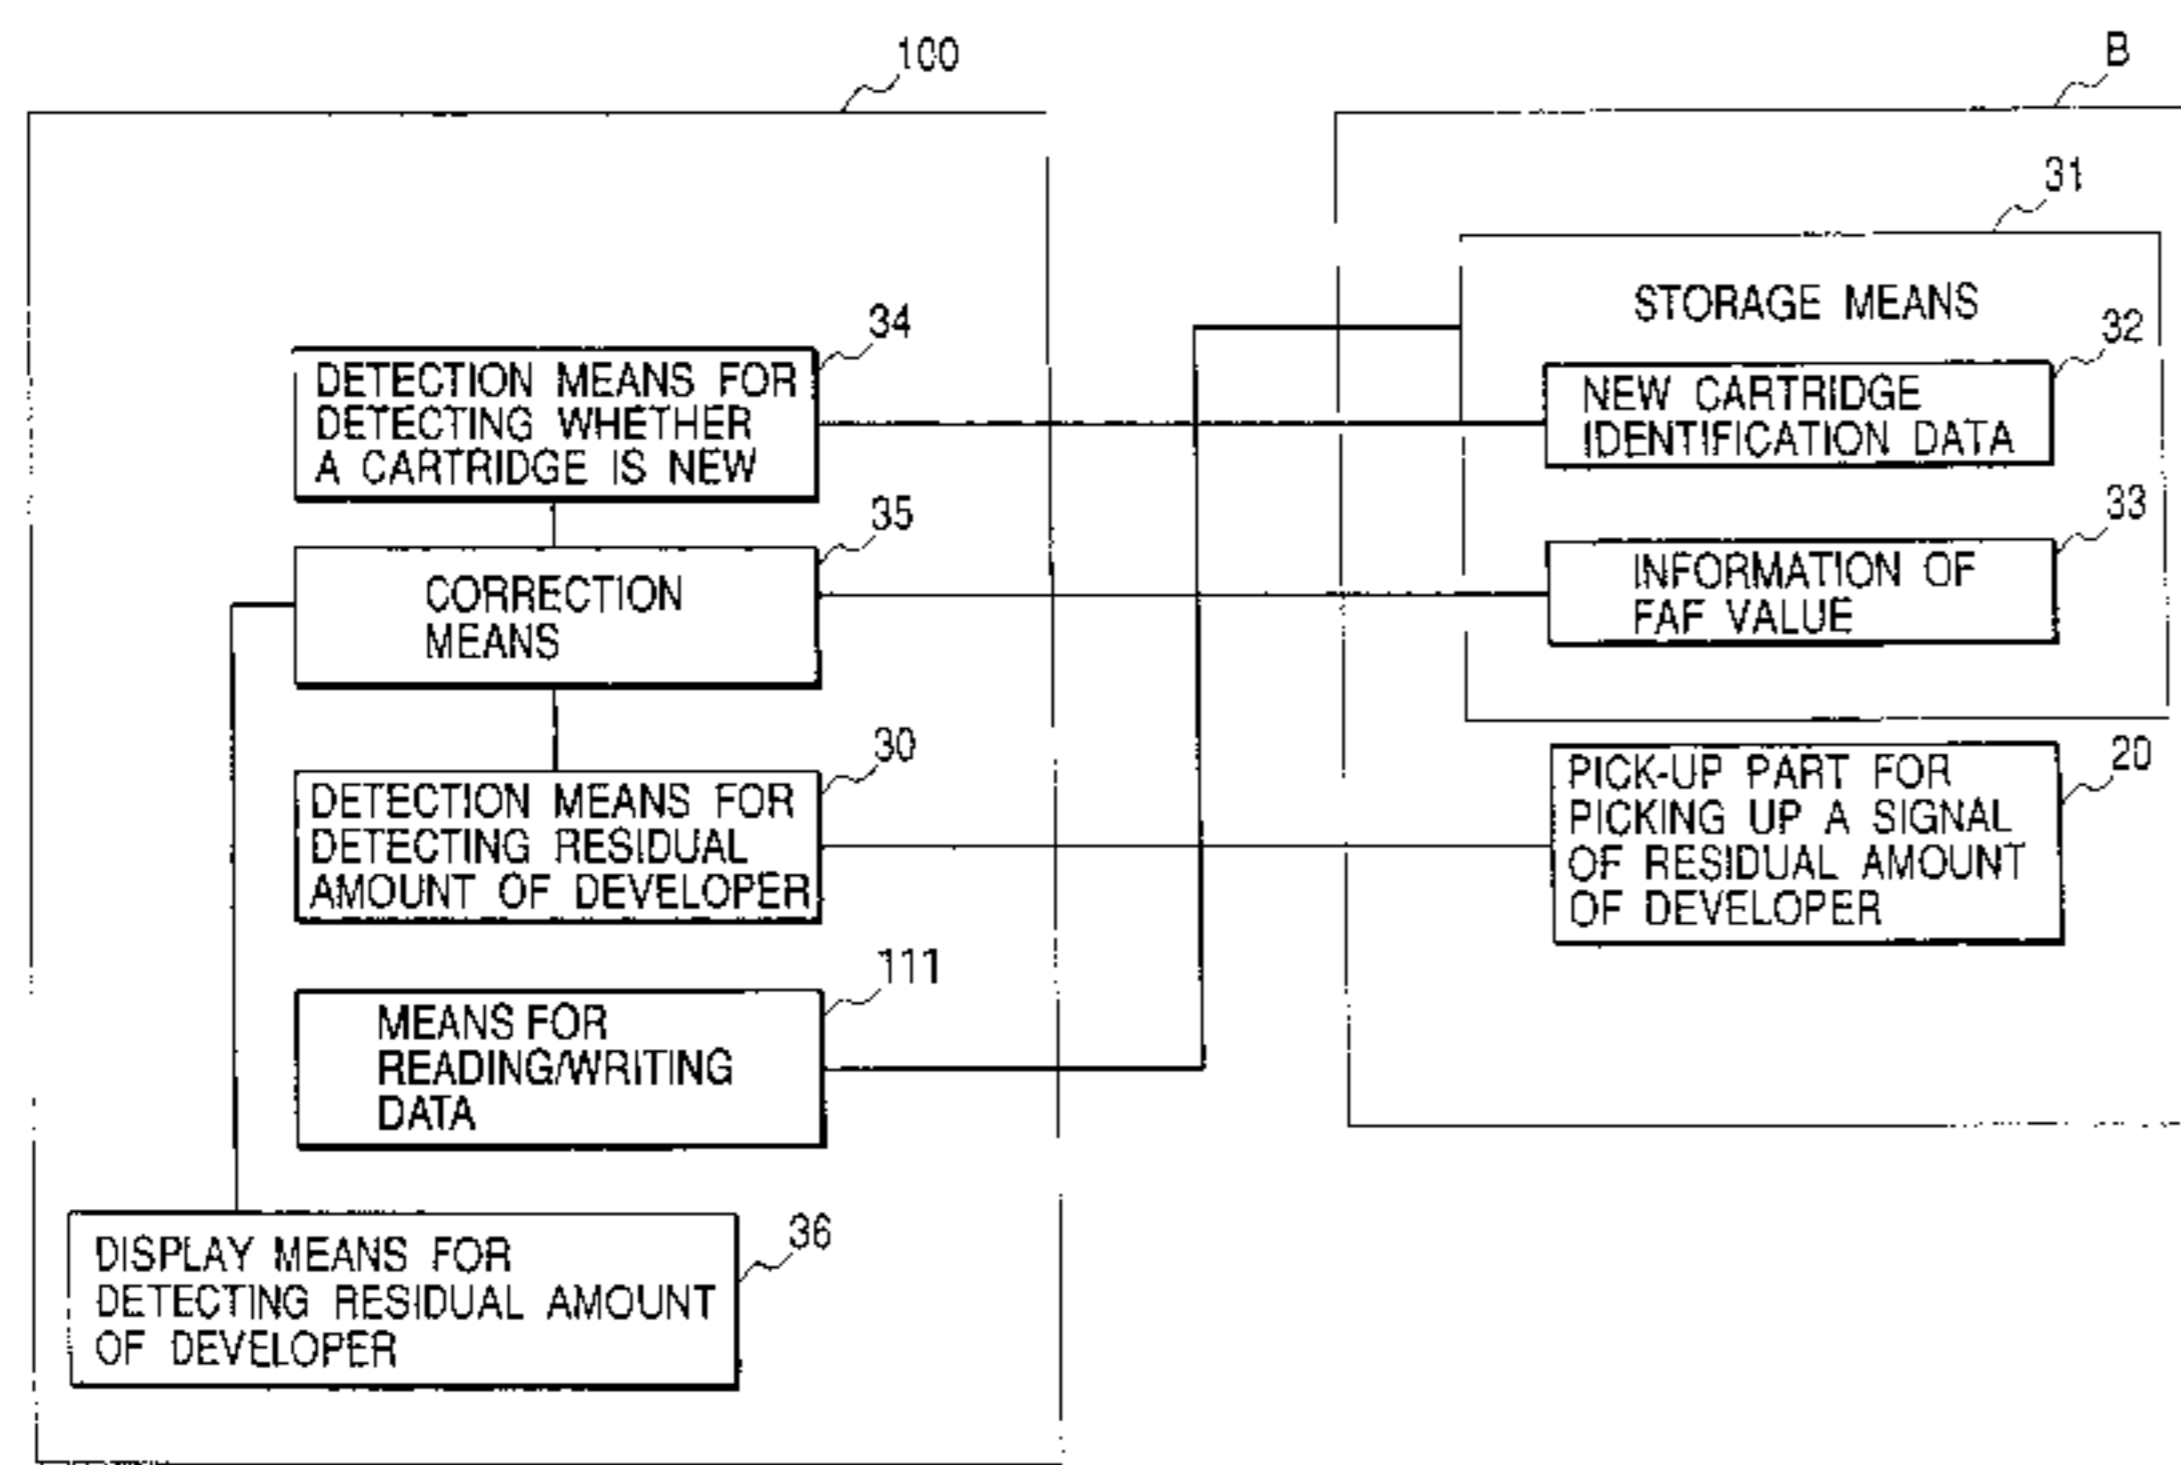 100
B
31
STORAGE MEANS
34
DETECTION MEANS FOR
DETECTING WHETHER
A CARTRIDGE IS NEW
32
NEW CARTRIDGE
IDENTIFICATION DATA
35
CORRECTION
MEANS
33
INFORMATION OF
FAF VALUE
30
DETECTION MEANS FOR
DETECTING RESIDUAL
AMOUNT OF DEVELOPER
20
PICK-UP PART FOR
PICKING UP A SIGNAL
OF RESIDUAL AMOUNT
OF DEVELOPER
111
MEANS FOR
READING/WRITING
DATA
36
DISPLAY MEANS FOR
DETECTING RESIDUAL AMOUNT
OF DEVELOPER